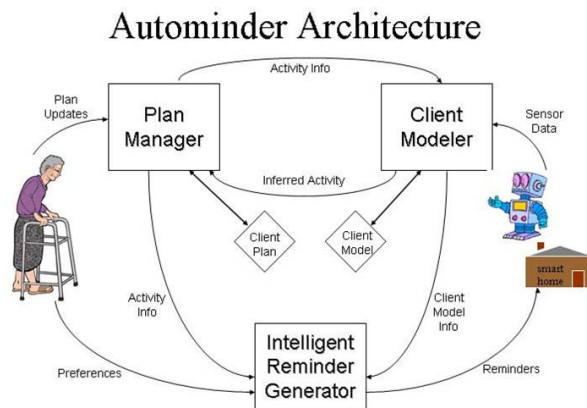 Autominder Architecture
Activity Info
Plan
Updates
Plan
Manager
Client
Modeler
Sensor
Data
Inferred Activity
Client
Plan
Client
Model
smart
home
Activity
Info
Client
Model
Info
Intelligent
Reminder
Generator
Preferences
Reminders